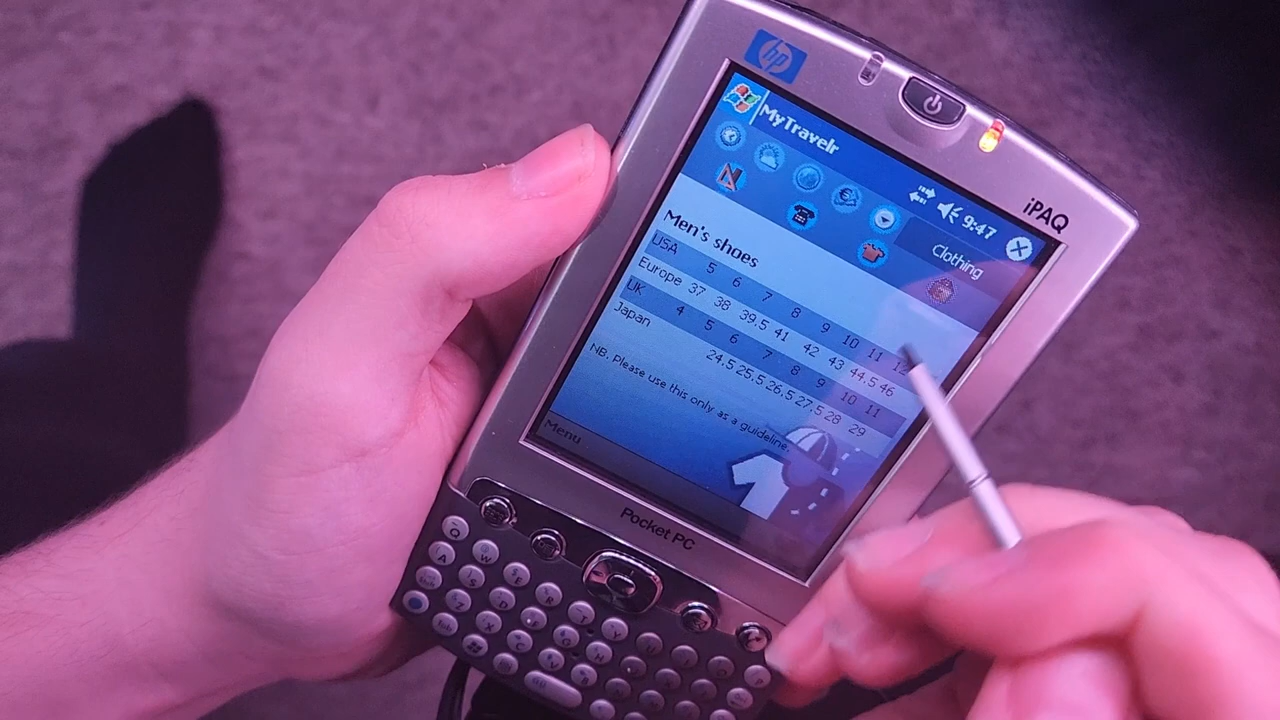 hp
iPAQ
MyTravelr
9:47
Clothing
Men's shoes
USA 5 6 7 8 9 10 11 12
Europe 37 38 39.5 41 42 43 44.5 46
UK 4 5 6 7 8 9 10 11
Japan 24.5 25.5 26.5 27.5 28 29
NB. Please use this only as a guideline.
Menu
Pocket PC
Q W E R T Y U
A S D F G H
Z X C V B
P